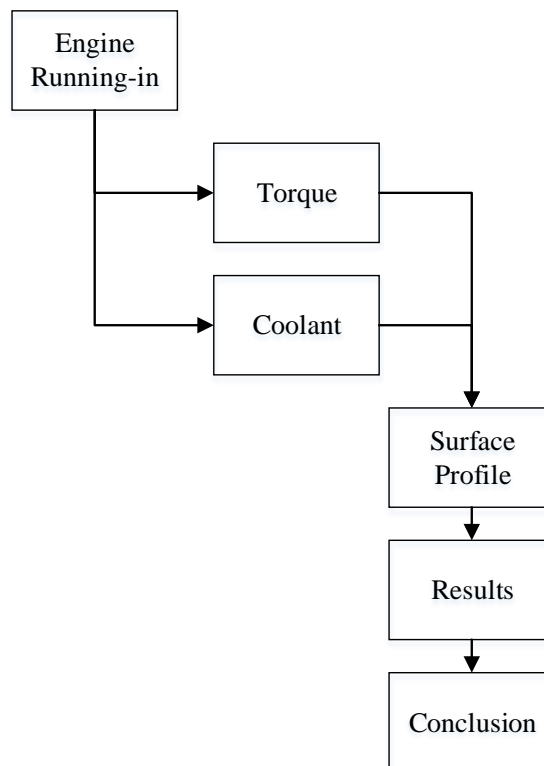 Engine
Running-in
Torque
Coolant
Surface
Profile
Results
Conclusion